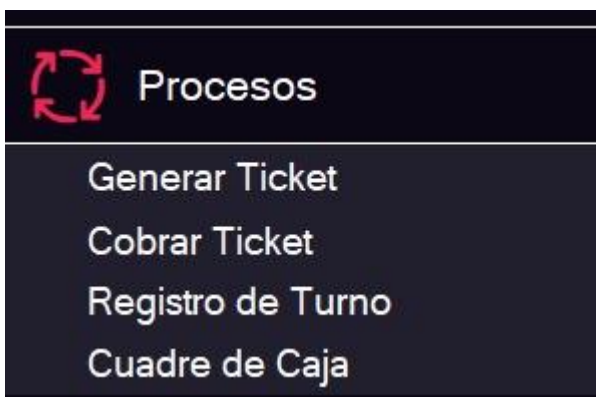 Procesos
Generar Ticket
Cobrar Ticket
Registro de Turno
Cuadre de Caja